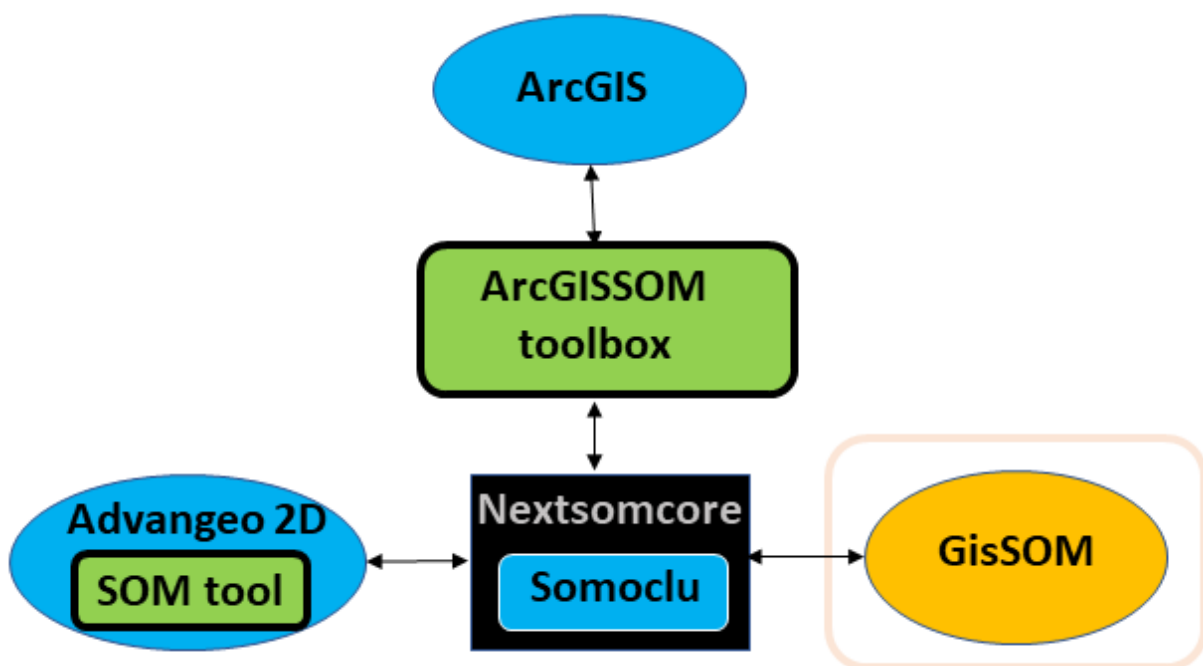 ArcGIS
ArcGISSOM
toolbox
Advangeo 2D
SOM tool
Nextsomcore
Somoclu
GisSOM